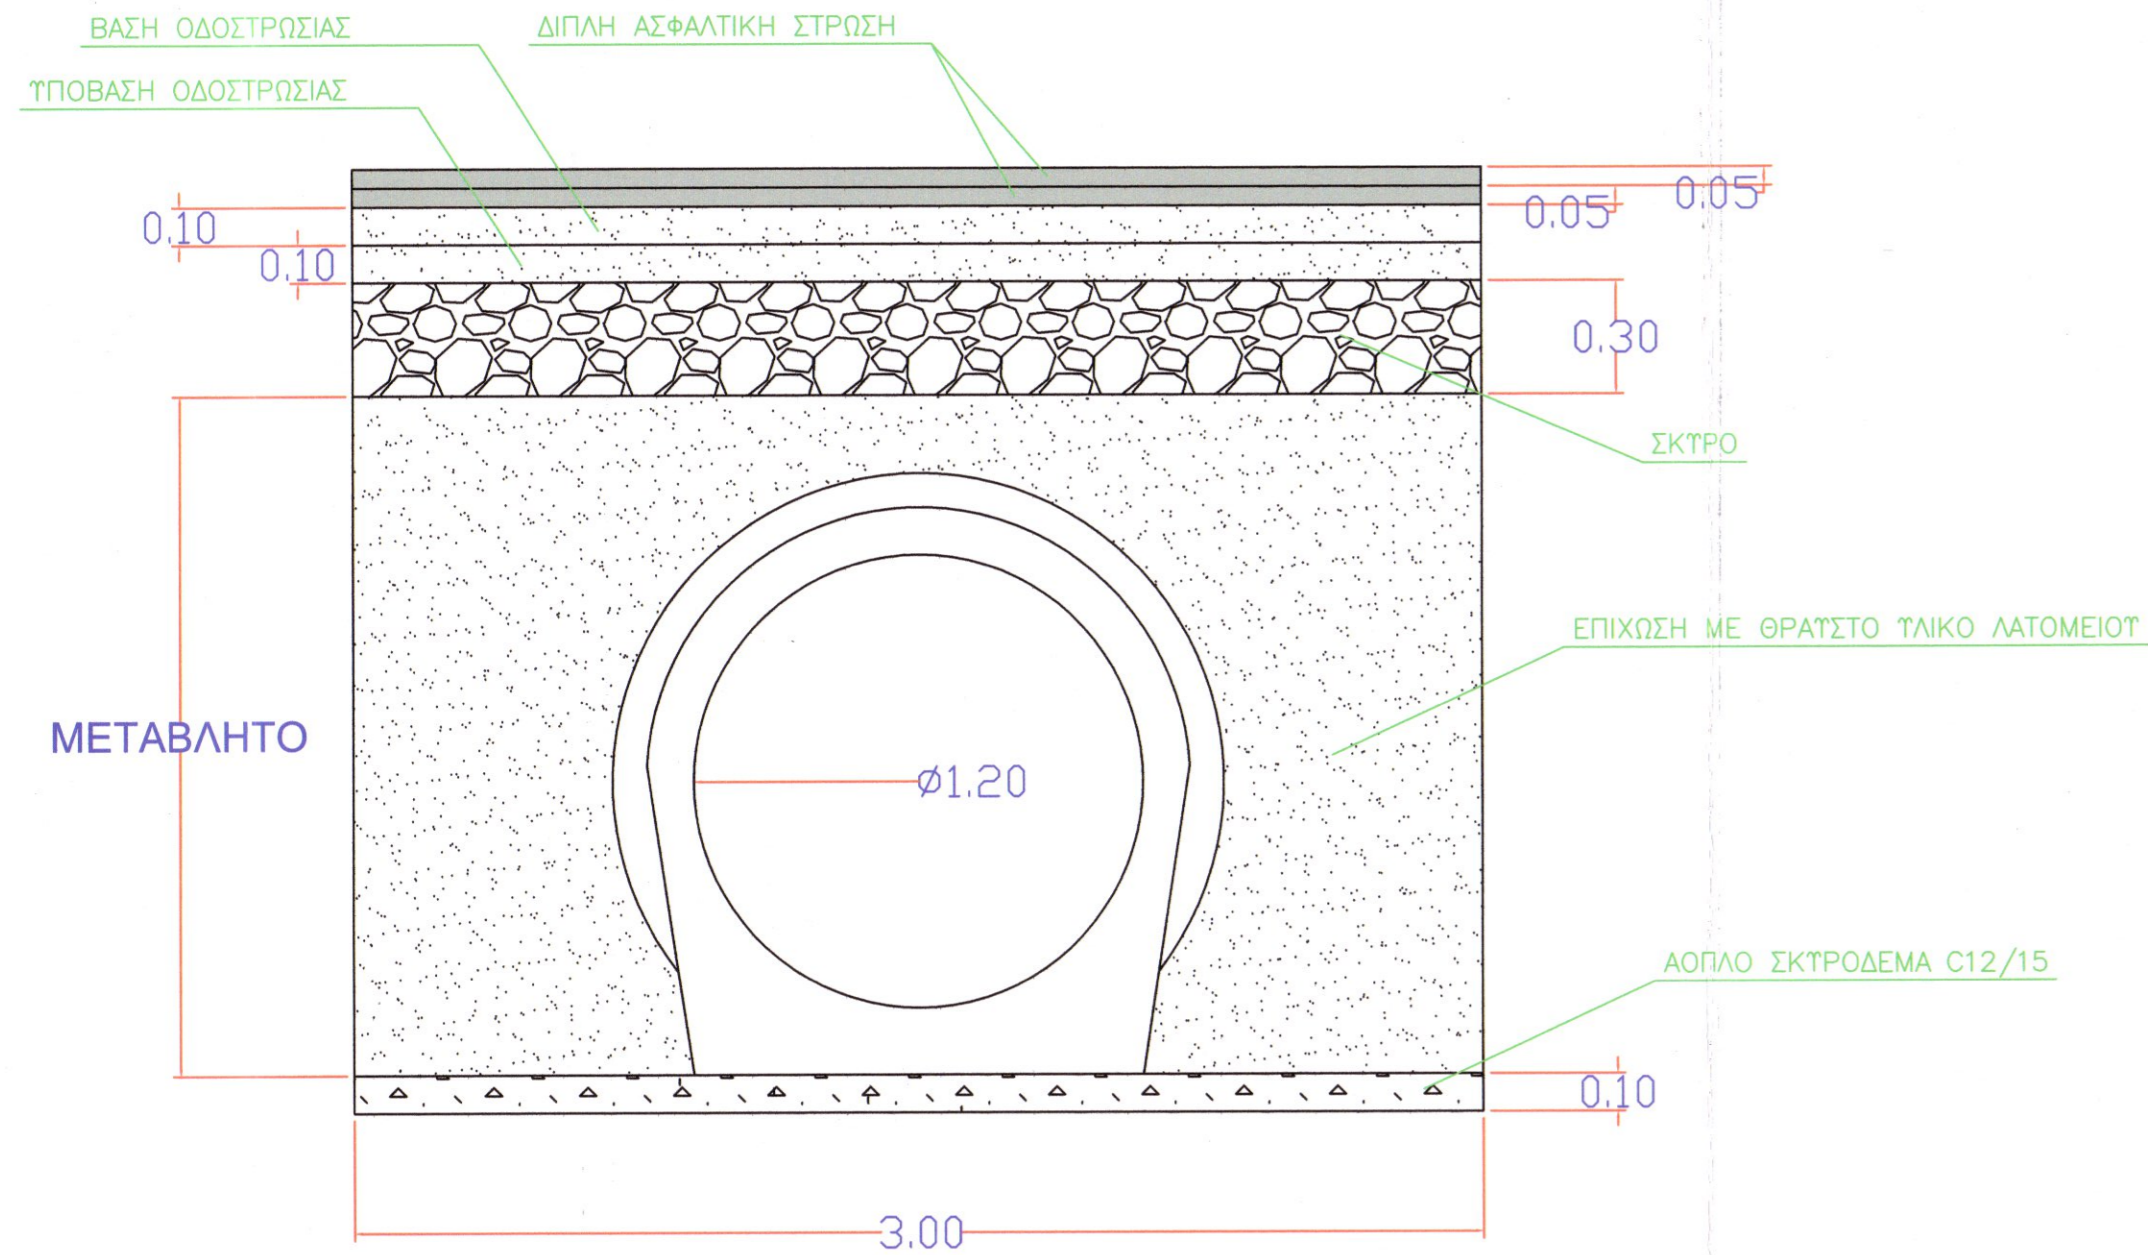 ΒΑΣΗ ΟΔΟΣΤΡΩΣΙΑΣ
ΔΙΠΛΗ ΑΣΦΑΛΤΙΚΗ ΣΤΡΩΣΗ
ΥΠΟΒΑΣΗ ΟΔΟΣΤΡΩΣΙΑΣ
0.05
0.05
0.10
0.10
0.30
ΣΚΥΡΟ
ΕΠΙΧΩΣΗ ΜΕ ΘΡΑΥΣΤΟ ΥΛΙΚΟ ΛΑΤΟΜΕΙΟΥ
ΜΕΤΑΒΛΗΤΟ
Ø1.20
ΑΟΠΛΟ ΣΚΥΡΟΔΕΜΑ C12/15
0.10
3.00